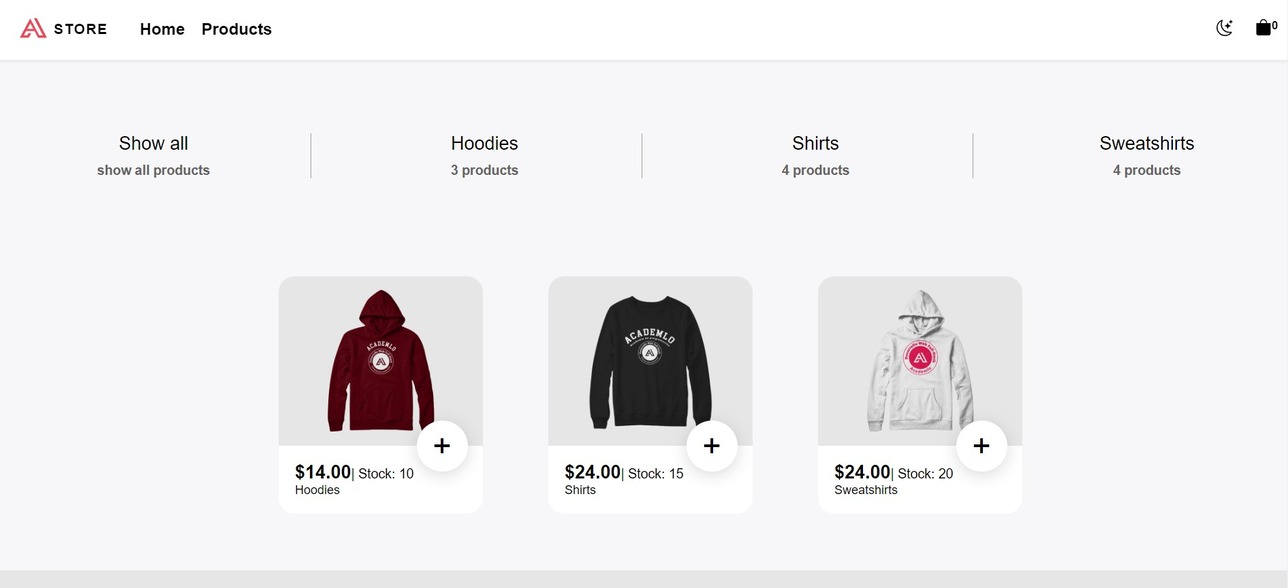 STORE
Home
Products
0
Show all
show all products
Hoodies
3 products
Shirts
4 products
Sweatshirts
4 products
ACADEMLO
$14.00| Stock: 10
Hoodies
ACADEMLO
$24.00| Stock: 15
Shirts
$24.00| Stock: 20
Sweatshirts